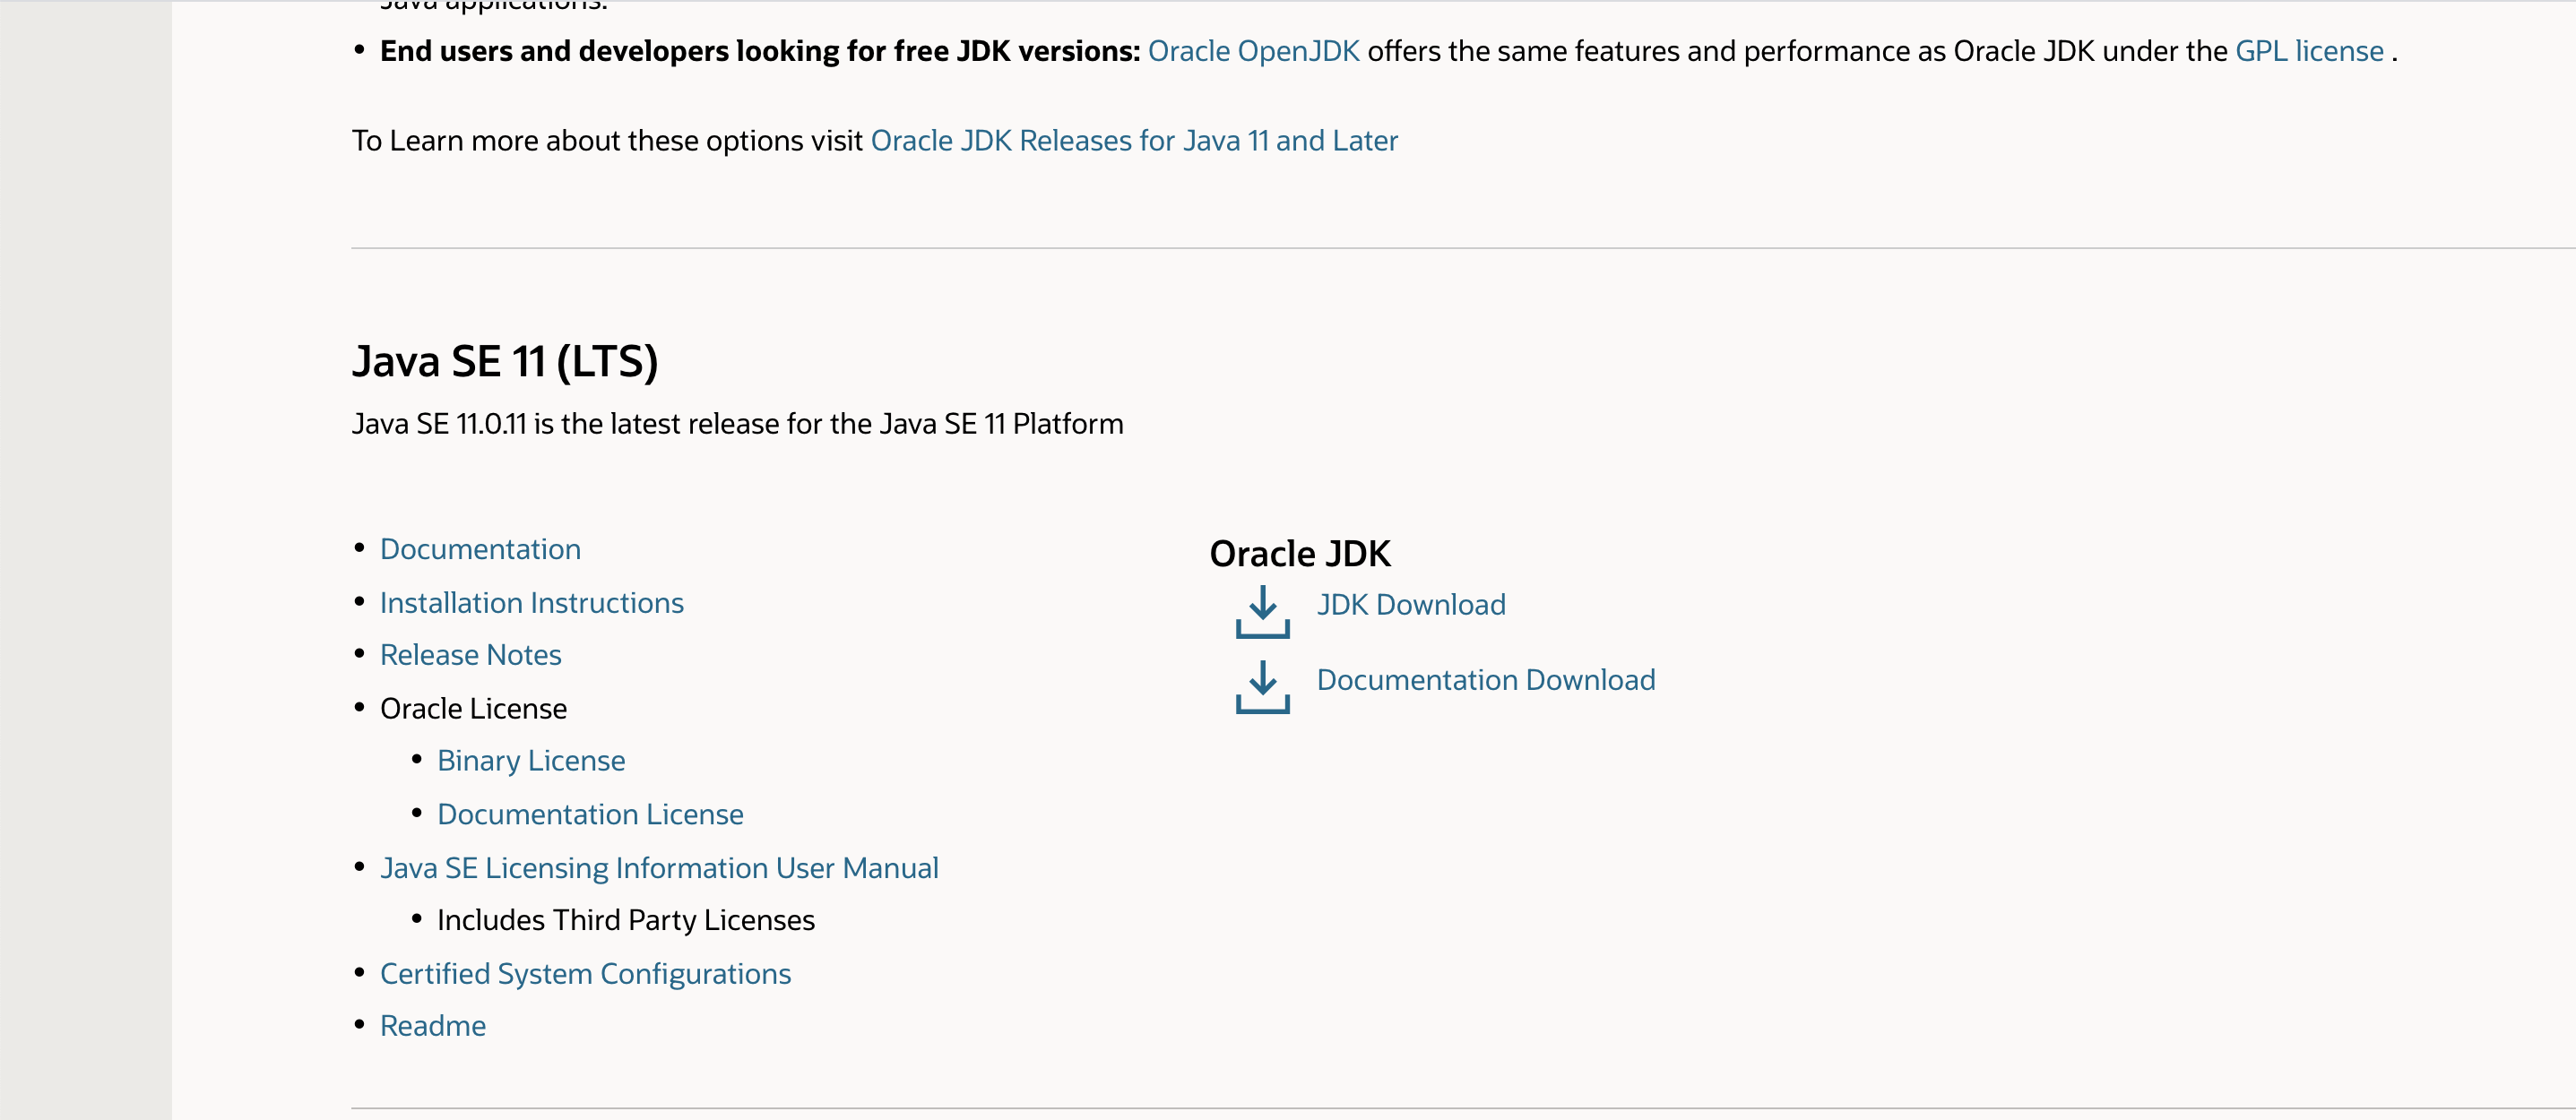 Java applications.
• End users and developers looking for free JDK versions: Oracle OpenJDK offers the same features and performance as Oracle JDK under the GPL license .
To Learn more about these options visit Oracle JDK Releases for Java 11 and Later
Java SE 11 (LTS)
Java SE 11.0.11 is the latest release for the Java SE 11 Platform
• Documentation
• Installation Instructions
• Release Notes
• Oracle License
• Binary License
• Documentation License
• Java SE Licensing Information User Manual
• Includes Third Party Licenses
• Certified System Configurations
• Readme
Oracle JDK
JDK Download
Documentation Download